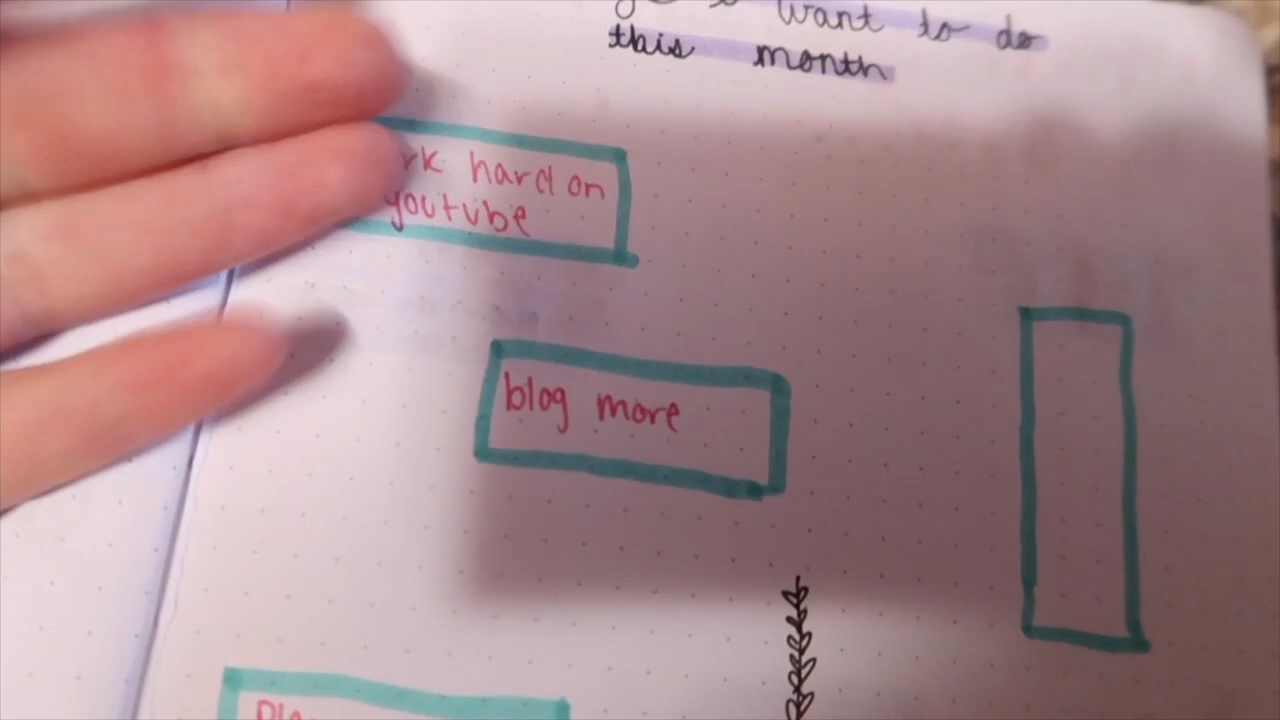 want to do
this month
hard on
youtube
blog more